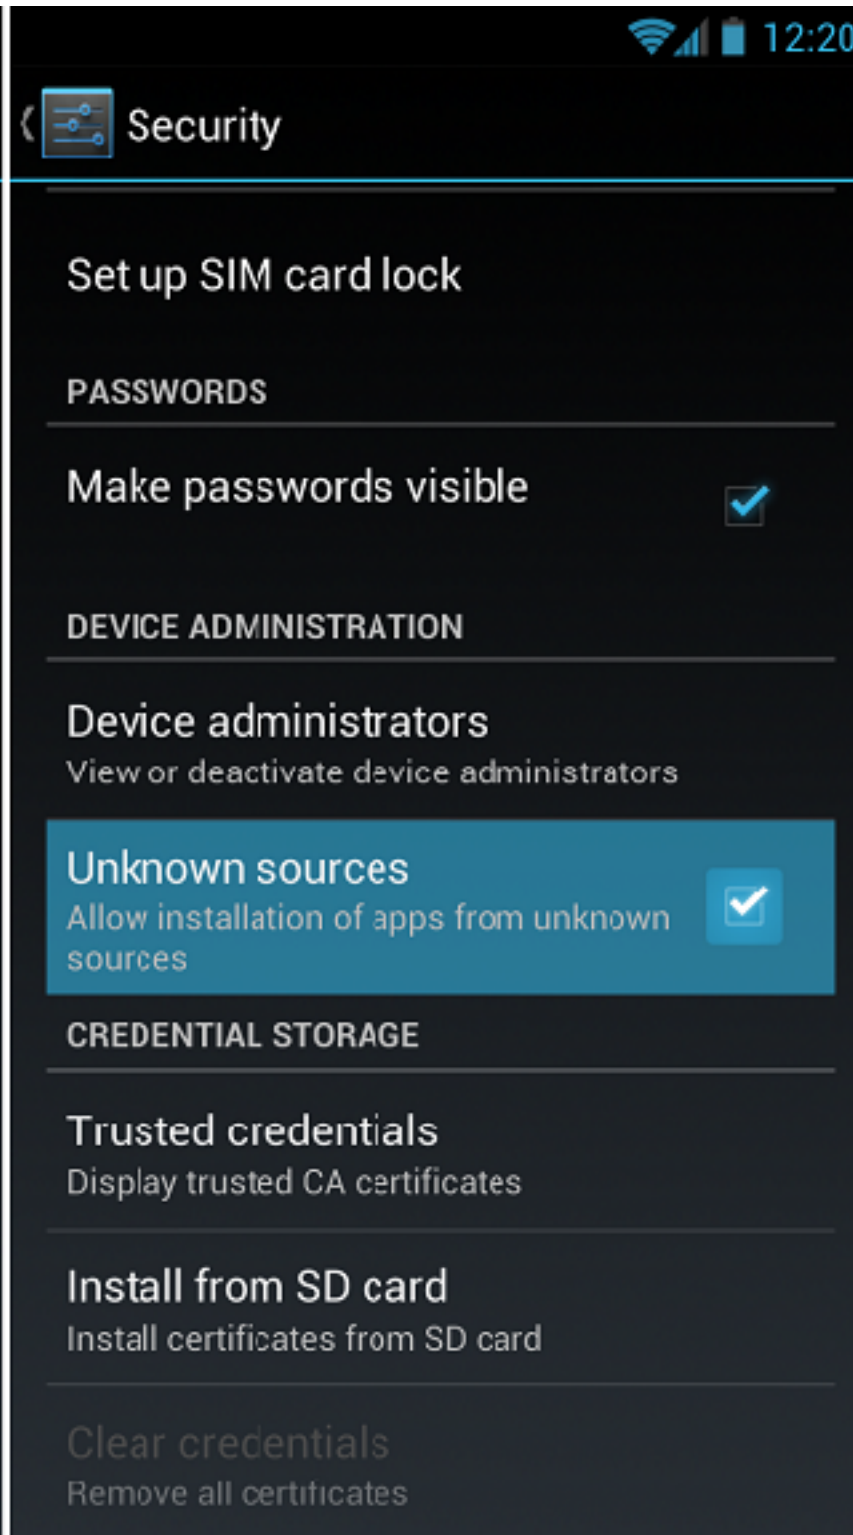 12:20
Security
Set up SIM card lock
PASSWORDS
Make passwords visible
DEVICE ADMINISTRATION
Device administrators
View or deactivate device administrators
Unknown sources
Allow installation of apps from unknown
sources
CREDENTIAL STORAGE
Trusted credentials
Display trusted CA certificates
Install from SD card
Install certificates from SD card
Clear credentials
Remove all certificates